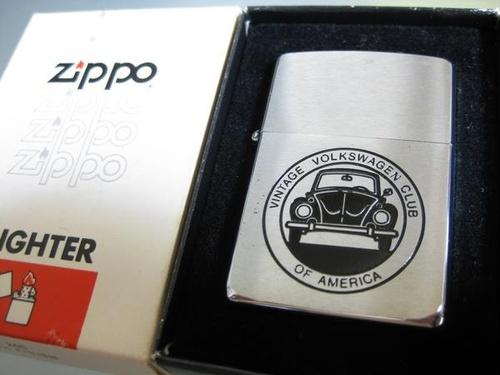 zippo
zippo
zippo
zippo
IGHTER
VINTAGE VOLKSWAGEN CLUB
OF AMERICA